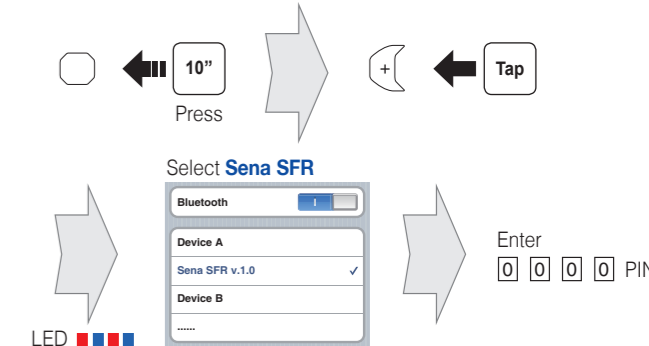 10”
Press
+
Tap
Select Sena SFR
Bluetooth
I
Device A
Sena SFR v.1.0
Device B
......
LED
Enter
0 0 0 0 PIN